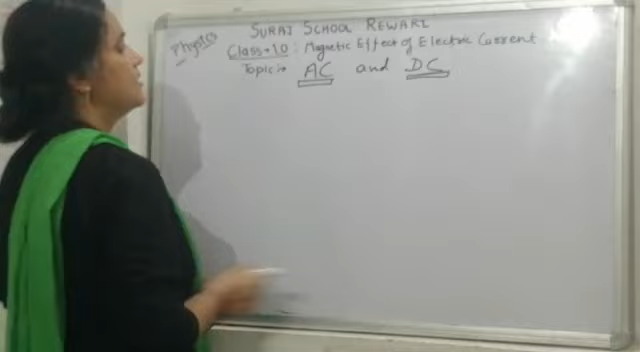 SURAJ SCHOOL REWARI
Physics
Class-10 : Magnetic Effect of Electric Current
Topic:- AC and DC